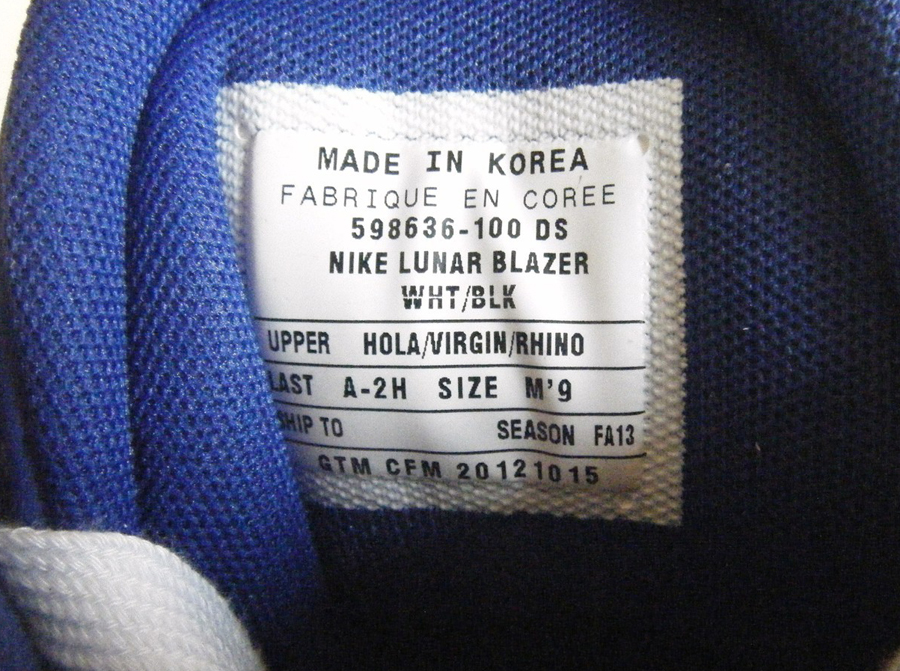 MADE IN KOREA
FABRIQUE EN COREE
598636-100 DS
NIKE LUNAR BLAZER
WHT/BLK
UPPER HOLA/VIRGIN/RHINO
LAST A-2H SIZE M'9
SHIP TO SEASON FA13
GTM CFM 20121015